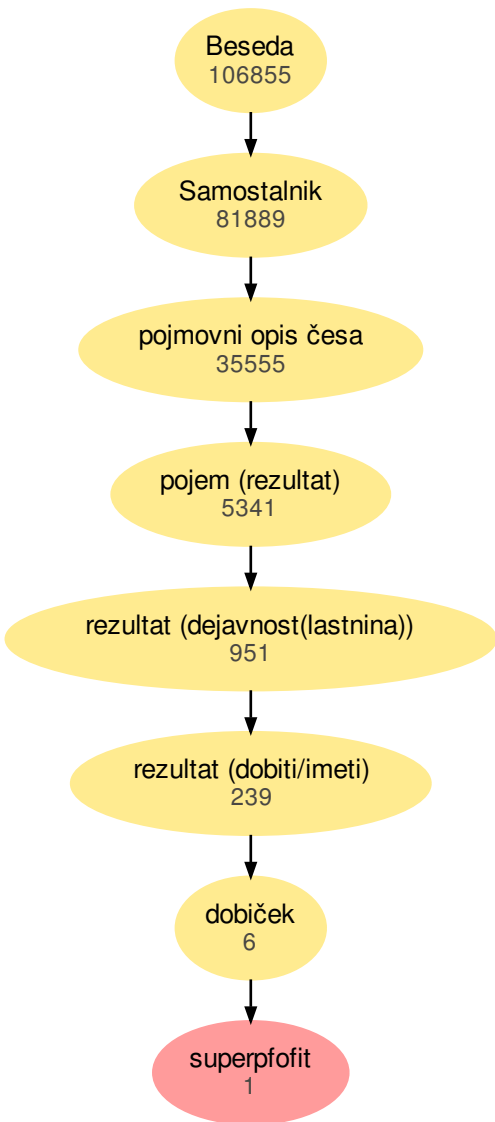 Beseda
106855
Samostalnik
81889
pojmovni opis česa
35555
pojem (rezultat)
5341
rezultat (dejavnost(lastnina))
951
rezultat (dobiti/imeti)
239
dobiček
6
superpfofit
1